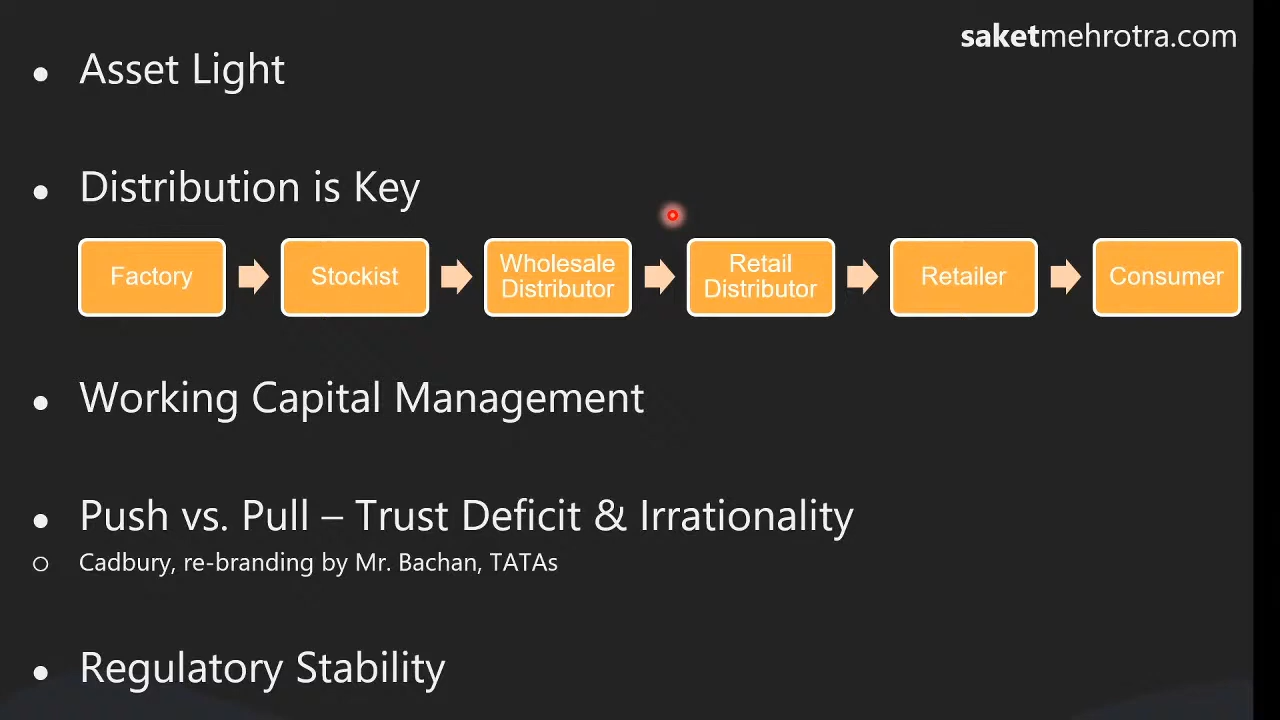 saketmehrotra.com
Asset Light
Distribution is Key
Factory
Stockist
Wholesale
Distributor
Retail
Distributor
Retailer
Consumer
Working Capital Management
Push vs. Pull – Trust Deficit & Irrationality
Cadbury, re-branding by Mr. Bachan, TATAs
Regulatory Stability